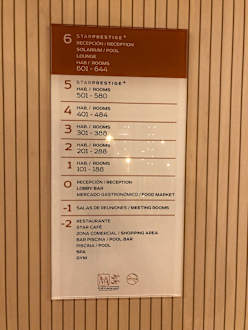 6 STARPRESTIGE
RECEPCIÓN / RECEPTION
SOLARIUM / POOL
LOUNGE
HAB / ROOMS
601 - 644
5 STARPRESTIGE
HAB / ROOMS
501 - 580
4 HAB / ROOMS
401 - 484
3 HAB / ROOMS
301 - 388
2 HAB / ROOMS
201 - 288
1 HAB / ROOMS
101 - 188
0 RECEPCIÓN / RECEPTION
LOBBY BAR
MERCADO GASTRONÓMICO / FOOD MARKET
-1 SALAS DE REUNIONES / MEETING ROOMS
-2 RESTAURANTE
STAR CAFÉ
ZONA COMERCIAL / SHOPPING AREA
BAR PISCINA / POOL BAR
PISCINA / POOL
SPA
GYM